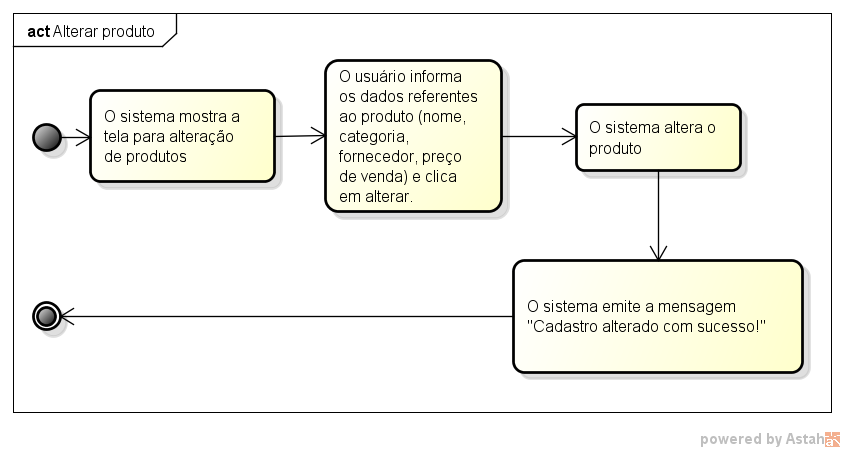 act Alterar produto
O sistema mostra a
tela para alteração
de produtos
O usuário informa
os dados referentes
ao produto (nome,
categoria,
fornecedor, preço
de venda) e clica
em alterar.
O sistema altera o
produto
O sistema emite a mensagem
"Cadastro alterado com sucesso!"
powered by Astah